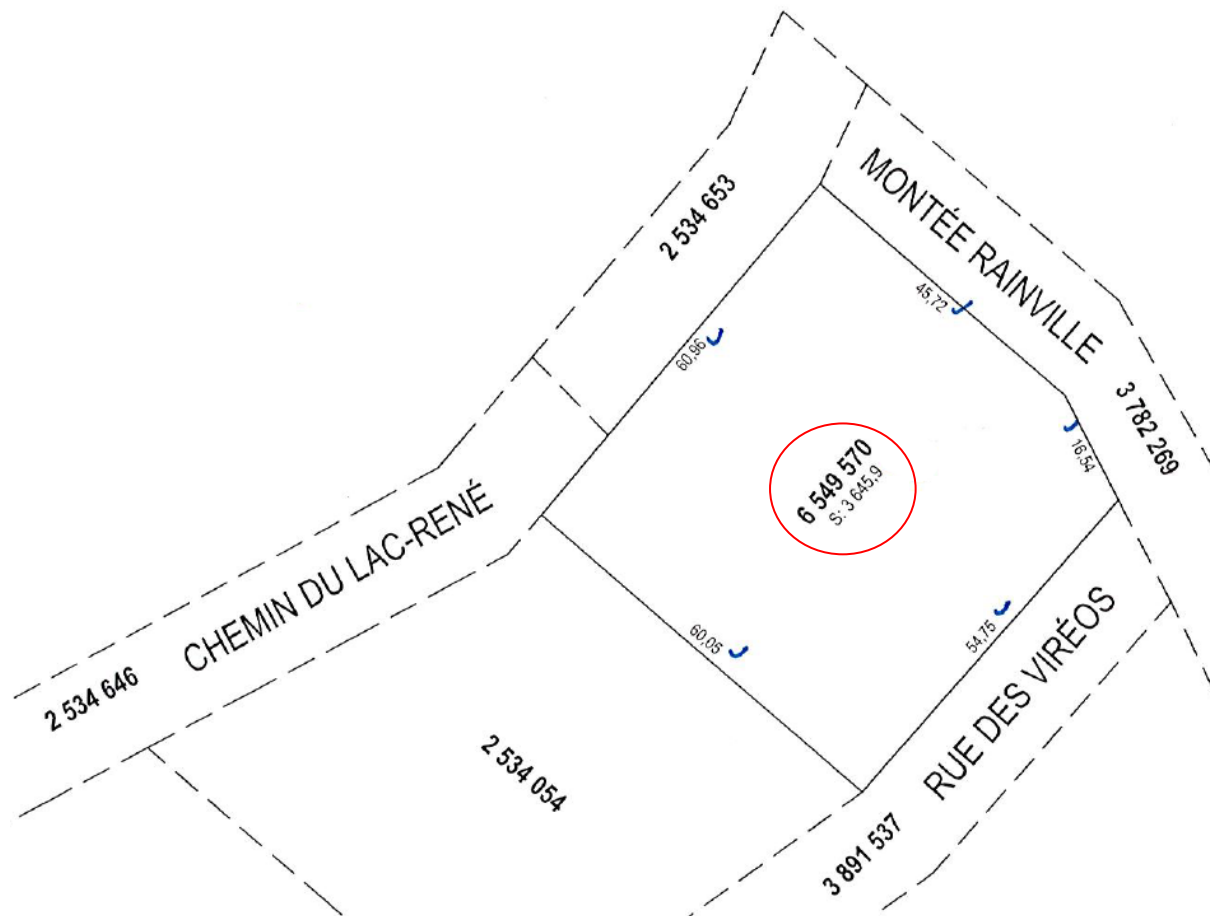 MONTÉE RAINVILLE
2 534 653
45,72
60,96
3 782 269
16,54
6 549 570
S: 3 645,9
CHEMIN DU LAC-RENÉ
2 534 646
60,05
54,75
RUE DES VIRÉOS
2 534 054
3 891 537